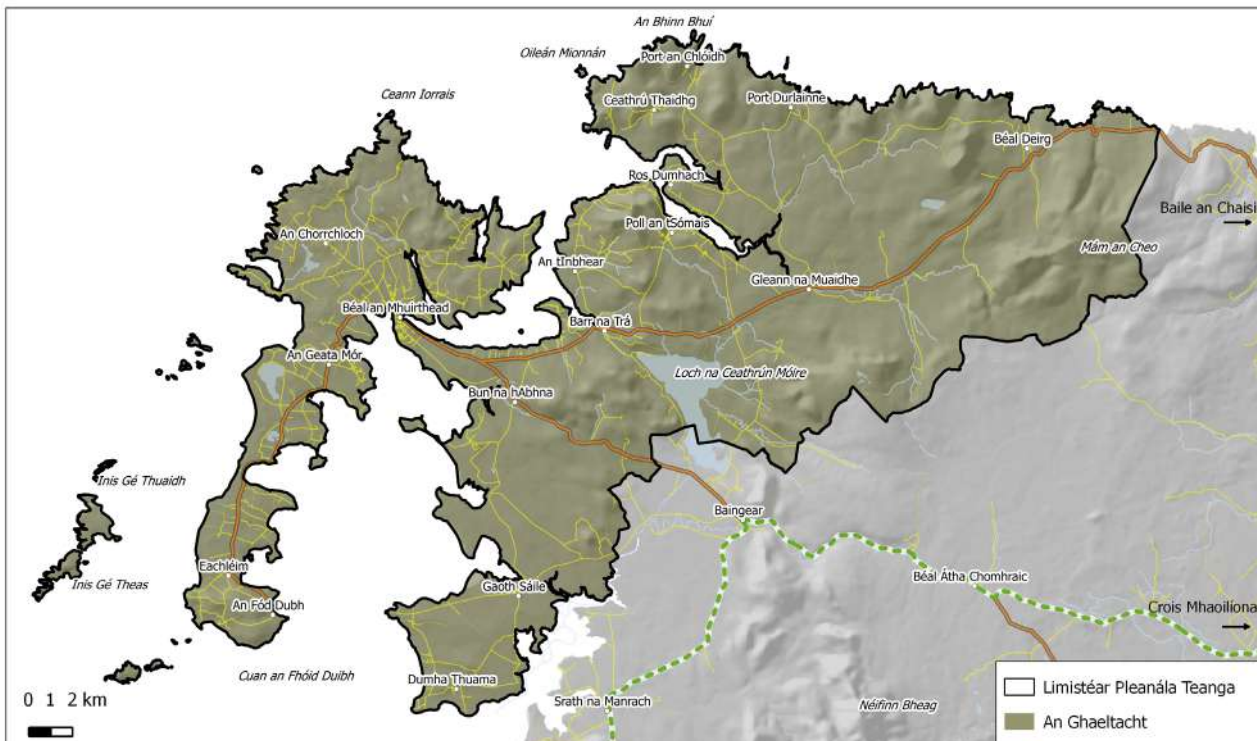 An Bhinn Bhuí
Oileán Mionnán
Port an Chlóidh
Ceann Iorrais
Ceathrú Thaidhg
Port Durlainne
Béal Deirg
Ros Dumhach
Baile an Chaisi
An Chorrchloch
Poll an tSómais
Mám an Cheo
An tInbhear
Gleann na Muaidhe
Béal an Mhuirthead
Barr na Trá
An Geata Mór
Loch na Ceathrún Móire
Bun na hAbhna
Inis Gé Thuaidh
Baingear
Eachléim
Inis Gé Theas
Gaoth Sáile
Béal Átha Chomhraic
An Fód Dubh
Crois Mhaoilíona
Cuan an Fhóid Duibh
Dumha Thuama
Srath na Manrach
Néifinn Bheag
0 1 2 km
Limistéar Pleanála Teanga
An Ghaeltacht